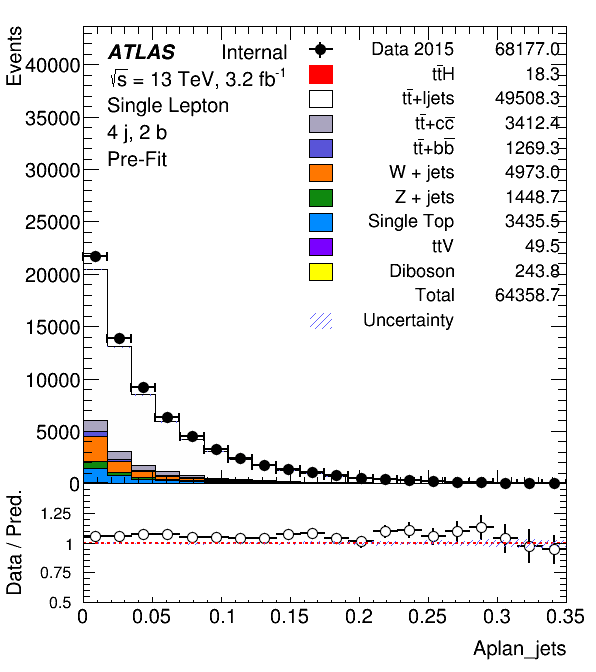 Events
ATLAS Internal
√s = 13 TeV, 3.2 fb⁻¹
Single Lepton
4 j, 2 b
Pre-Fit
Data 2015 68177.0
tt̄H 18.3
tt̄+ljets 49508.3
tt̄+cc̄ 3412.4
tt̄+bb̄ 1269.3
W + jets 4973.0
Z + jets 1448.7
Single Top 3435.5
ttV 49.5
Diboson 243.8
Total 64358.7
Uncertainty
40000
35000
30000
25000
20000
15000
10000
5000
0
Data / Pred.
1.25
1
0.75
0.5
0 0.05 0.1 0.15 0.2 0.25 0.3 0.35
Aplan_jets